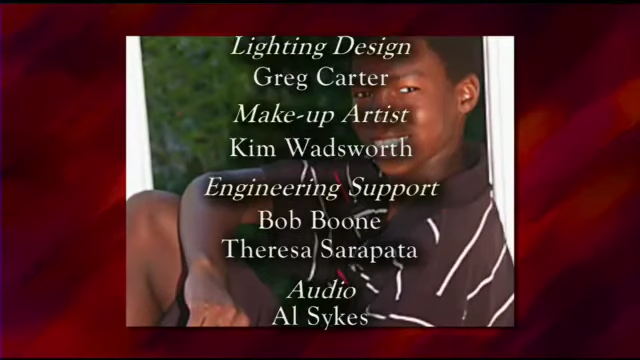 Lighting Design
Greg Carter
Make-up Artist
Kim Wadsworth
Engineering Support
Bob Boone
Theresa Sarapata
Audio
Al Sykes